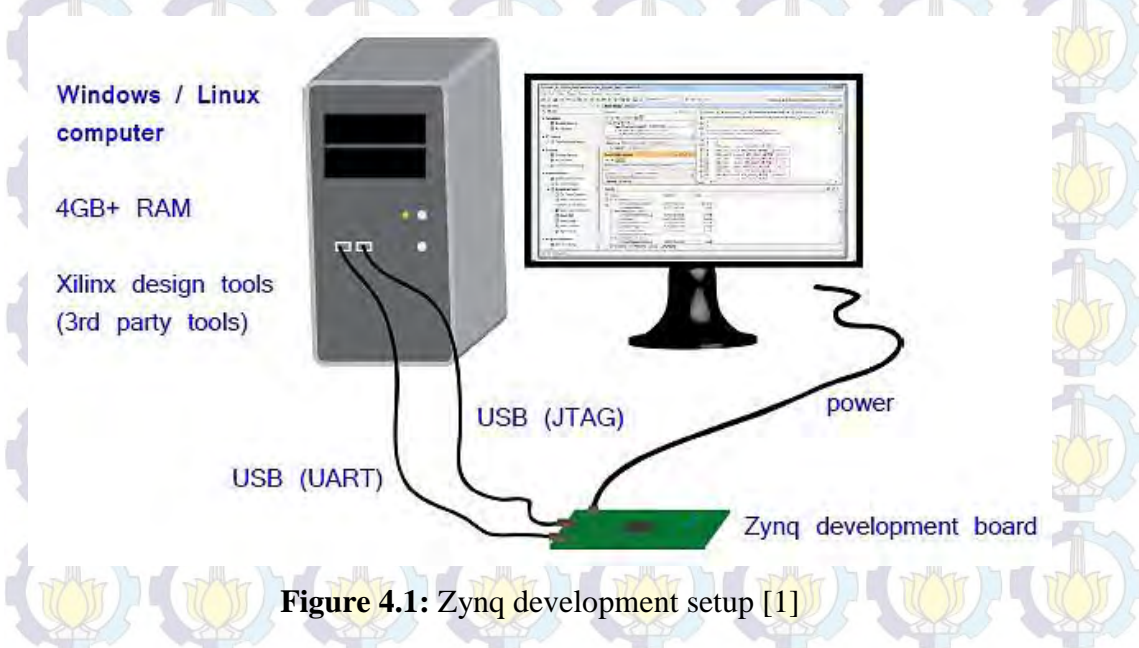 Windows / Linux
computer
4GB+ RAM
Xilinx design tools
(3rd party tools)
USB (JTAG)
power
USB (UART)
Zynq development board
Figure 4.1: Zynq development setup [1]